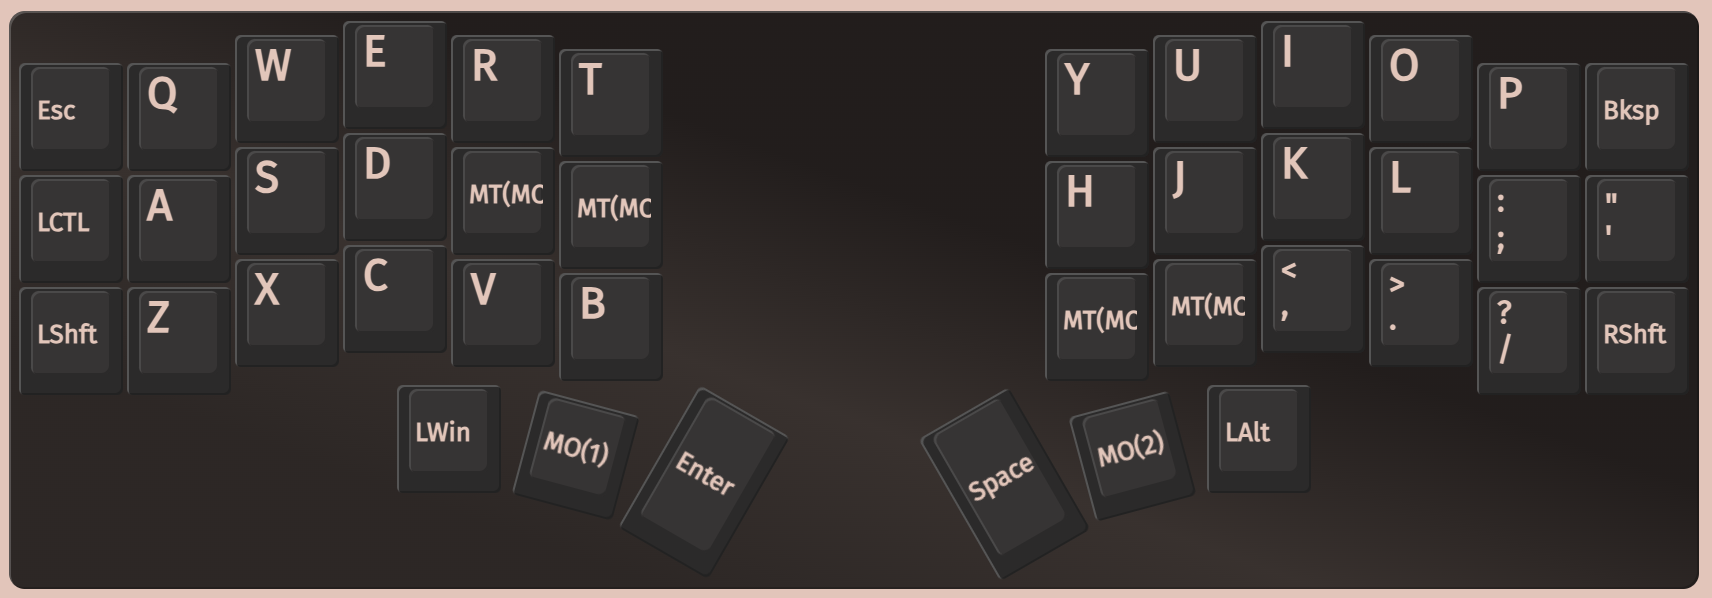 Esc Q W E R T Y U I O P Bksp
LCTL A S D MT(MC MT(MC H J K L : ; " '
LShft Z X C V B MT(MC MT(MC < , > . ? / RShft
LWin MO(1) Enter Space MO(2) LAlt